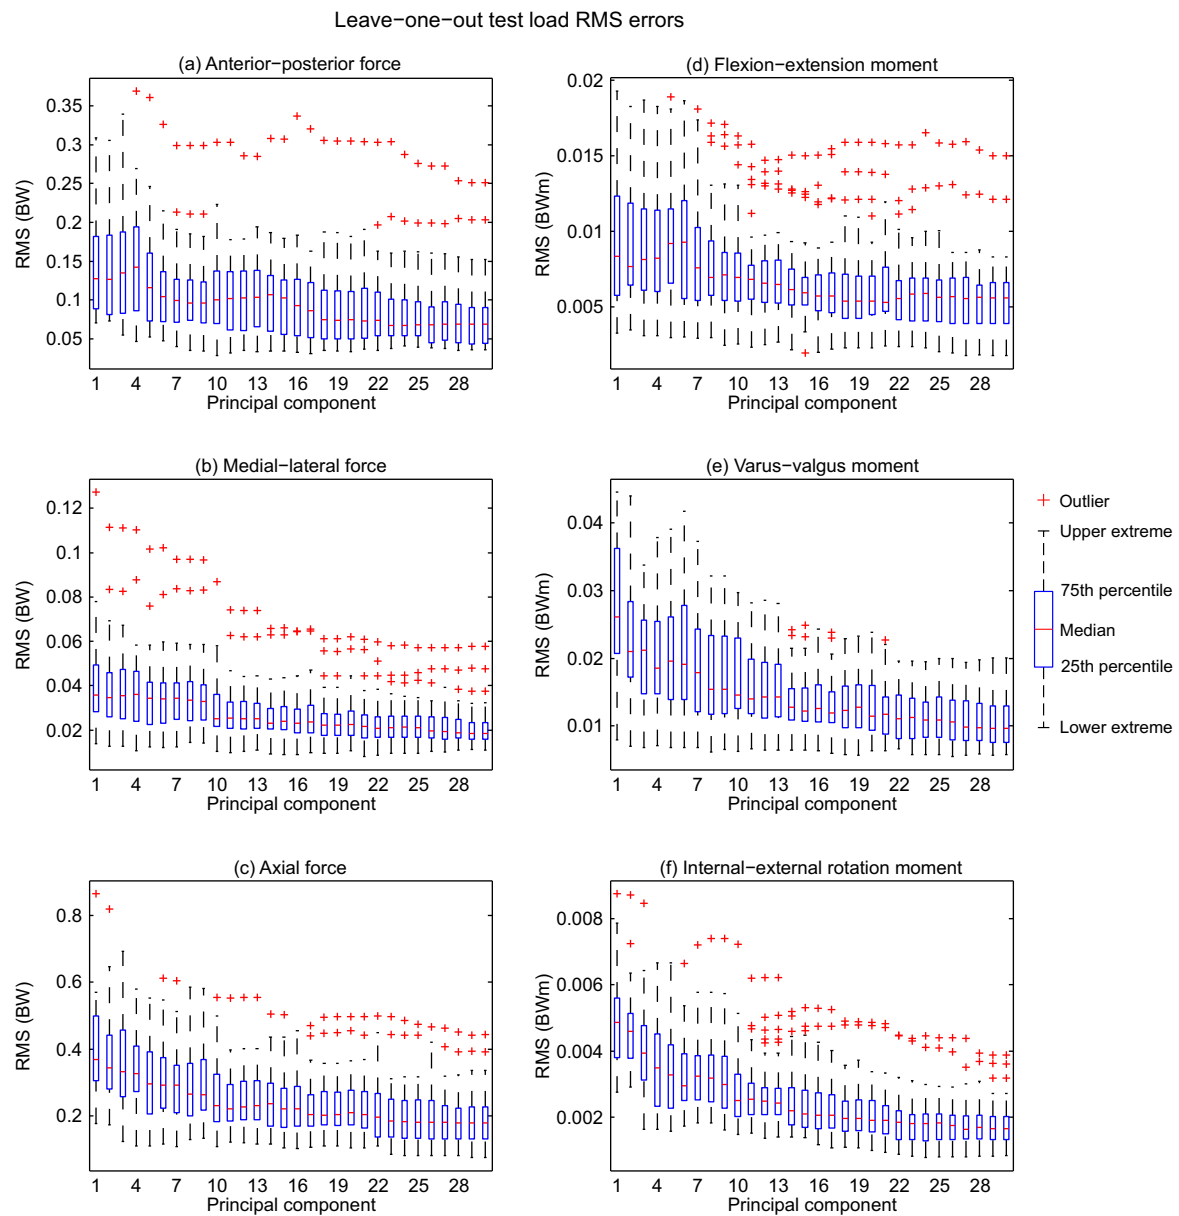 Leave−one−out test load RMS errors
(a) Anterior−posterior force
RMS (BW)
0.35
0.3
0.25
0.2
0.15
0.1
0.05
1 4 7 10 13 16 19 22 25 28
Principal component
(d) Flexion−extension moment
RMS (BWm)
0.02
0.015
0.01
0.005
1 4 7 10 13 16 19 22 25 28
Principal component
(b) Medial−lateral force
RMS (BW)
0.12
0.1
0.08
0.06
0.04
0.02
1 4 7 10 13 16 19 22 25 28
Principal component
(e) Varus−valgus moment
RMS (BWm)
0.04
0.03
0.02
0.01
1 4 7 10 13 16 19 22 25 28
Principal component
Outlier
Upper extreme
75th percentile
Median
25th percentile
Lower extreme
(c) Axial force
RMS (BW)
0.8
0.6
0.4
0.2
1 4 7 10 13 16 19 22 25 28
Principal component
(f) Internal−external rotation moment
RMS (BWm)
0.008
0.006
0.004
0.002
1 4 7 10 13 16 19 22 25 28
Principal component